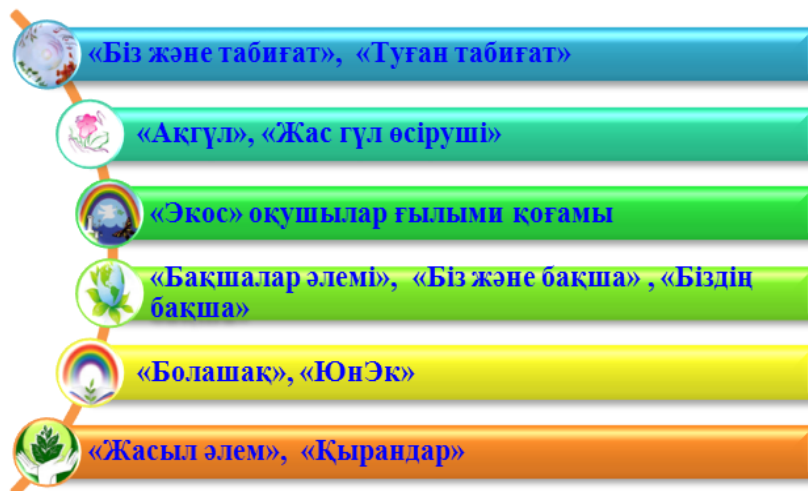 «Біз және табиғат», «Туған табиғат»
«Ақгүл», «Жас гүл өсіруші»
«Экос» оқушылар ғылыми қоғамы
«Бақшалар әлемі», «Біз және бақша» , «Біздің
бақша»
«Болашақ», «ЮнЭк»
«Жасыл әлем», «Қырандар»